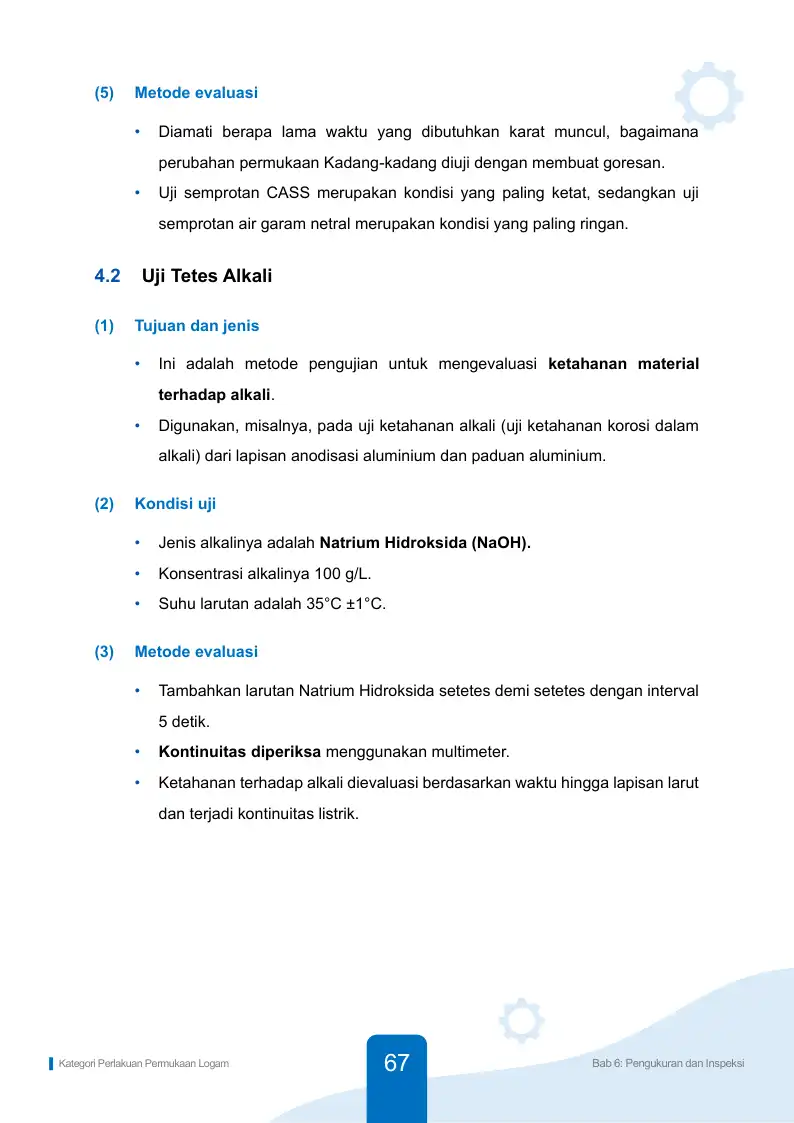 (5) Metode evaluasi
• Diamati berapa lama waktu yang dibutuhkan karat muncul, bagaimana
perubahan permukaan Kadang-kadang diuji dengan membuat goresan.
• Uji semprotan CASS merupakan kondisi yang paling ketat, sedangkan uji
semprotan air garam netral merupakan kondisi yang paling ringan.
4.2 Uji Tetes Alkali
(1) Tujuan dan jenis
• Ini adalah metode pengujian untuk mengevaluasi ketahanan material
terhadap alkali.
• Digunakan, misalnya, pada uji ketahanan alkali (uji ketahanan korosi dalam
alkali) dari lapisan anodisasi aluminium dan paduan aluminium.
(2) Kondisi uji
• Jenis alkalinya adalah Natrium Hidroksida (NaOH).
• Konsentrasi alkalinya 100 g/L.
• Suhu larutan adalah 35°C ±1°C.
(3) Metode evaluasi
• Tambahkan larutan Natrium Hidroksida setetes demi setetes dengan interval
5 detik.
• Kontinuitas diperiksa menggunakan multimeter.
• Ketahanan terhadap alkali dievaluasi berdasarkan waktu hingga lapisan larut
dan terjadi kontinuitas listrik.
Kategori Perlakuan Permukaan Logam
67
Bab 6: Pengukuran dan Inspeksi